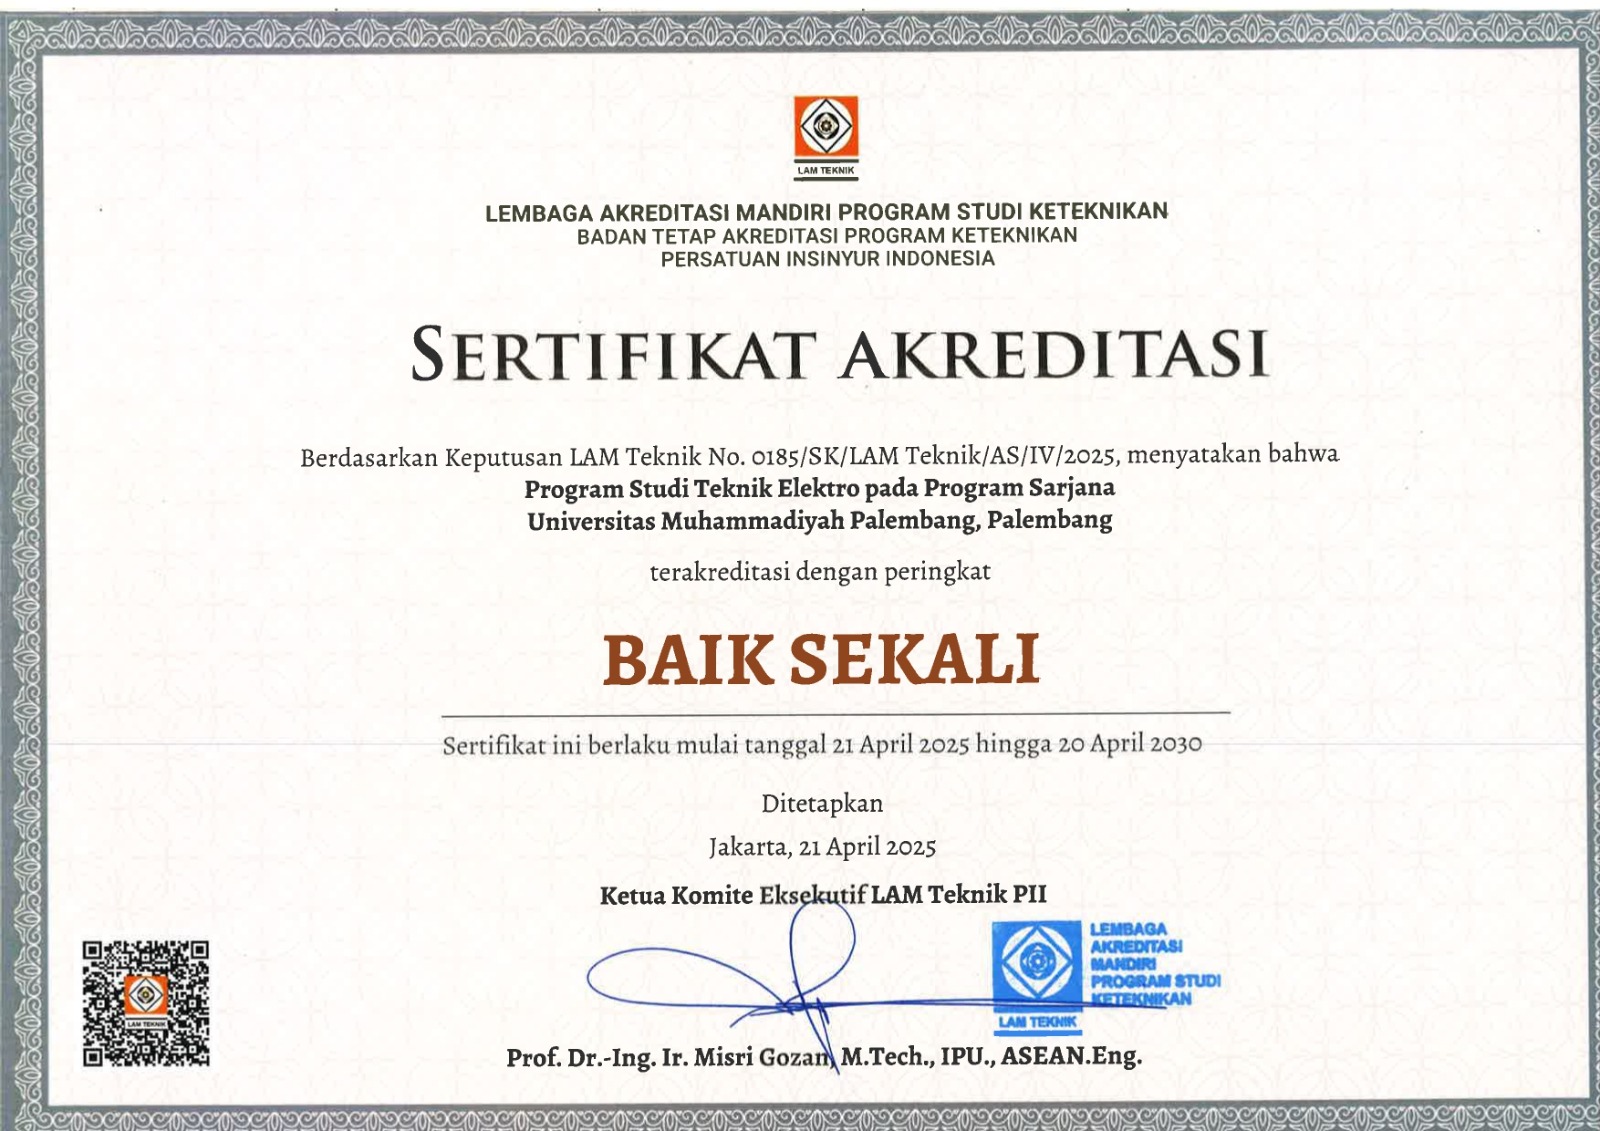 LAM TEKNIK
LEMBAGA AKREDITASI MANDIRI PROGRAM STUDI KETEKNIKAN
BADAN TETAP AKREDITASI PROGRAM KETEKNIKAN
PERSATUAN INSINYUR INDONESIA
SERTIFIKAT AKREDITASI
Berdasarkan Keputusan LAM Teknik No. 0185/SK/LAM Teknik/AS/IV/2025, menyatakan bahwa
Program Studi Teknik Elektro pada Program Sarjana
Universitas Muhammadiyah Palembang, Palembang
terakreditasi dengan peringkat
BAIK SEKALI
Sertifikat ini berlaku mulai tanggal 21 April 2025 hingga 20 April 2030
Ditetapkan
Jakarta, 21 April 2025
Ketua Komite Eksekutif LAM Teknik PII
LEMBAGA
AKREDITASI
MANDIRI
PROGRAM STUDI
KETEKNIKAN
LAM TEKNIK
LAM TEKNIK
Prof. Dr.-Ing. Ir. Misri Gozan, M.Tech., IPU., ASEAN.Eng.